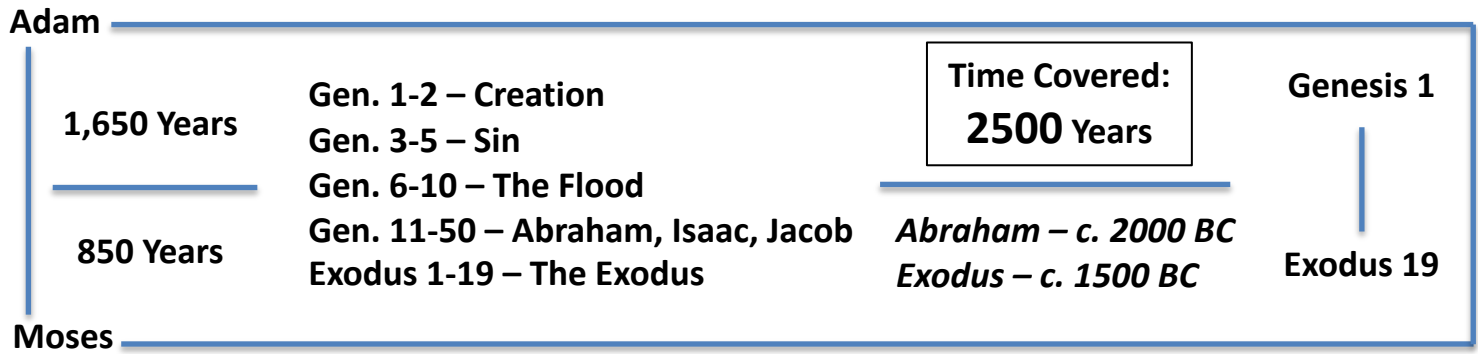 Adam
1,650 Years
850 Years
Gen. 1-2 – Creation
Gen. 3-5 – Sin
Gen. 6-10 – The Flood
Gen. 11-50 – Abraham, Isaac, Jacob
Exodus 1-19 – The Exodus
Time Covered:
2500 Years
Abraham – c. 2000 BC
Exodus – c. 1500 BC
Genesis 1
Exodus 19
Moses